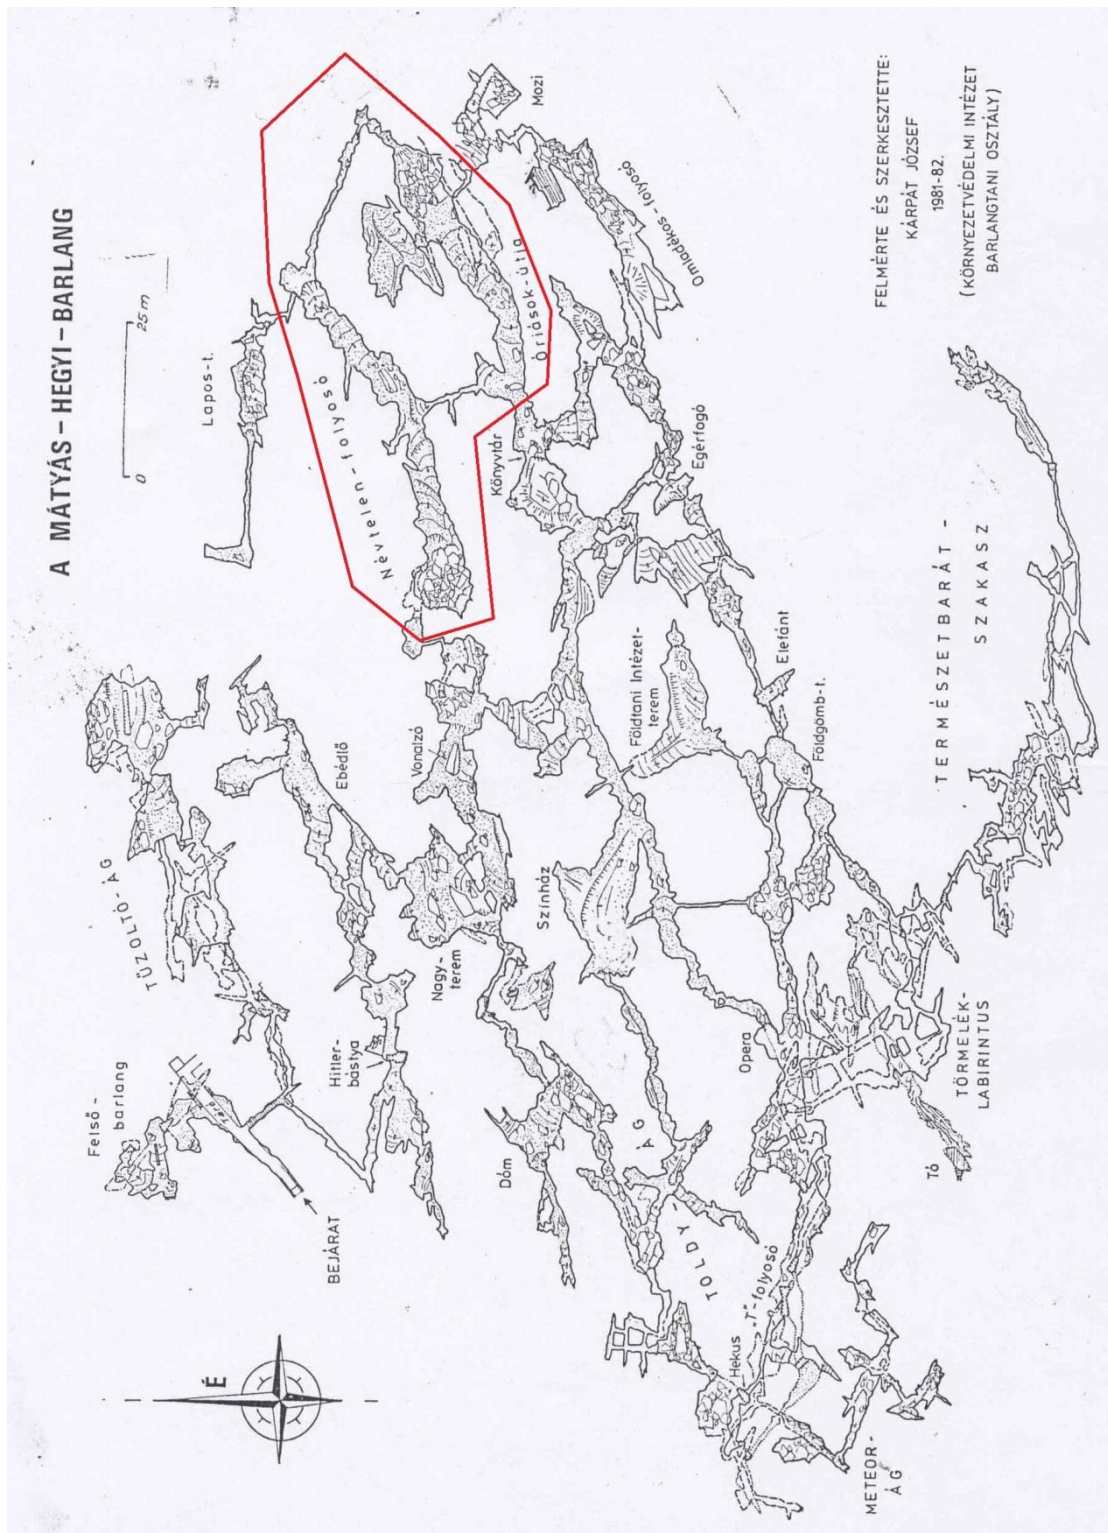 A MÁTYÁS - HEGYI - BARLANG
0
25 m
FELMÉRTE ÉS SZERKESZTETTE:
KÁRPÁT JÓZSEF
1981-82.
(KÖRNYEZETVÉDELMI INTÉZET
BARLANGTANI OSZTÁLY)
É
Felső-
barlang
BEJÁRAT
TŰZOLTÓ-ÁG
Lapos-t.
Ebédlő
Hitler-
bástya
Névtelen-folyosó
Vonalzó
Nagy-
terem
Dóm
Könyvtár
Óriások-útja
Mozi
Omladékos-folyosó
Színház
Földtani Intézet-
terem
Egérfogó
Elefánt
Földgömb-t.
Opera
TOLDY-
ÁG
Hekus
"T"-folyosó
METEOR-
ÁG
Tó
TÖRMELÉK-
LABIRINTUS
TERMÉSZETBARÁT-
SZAKASZ